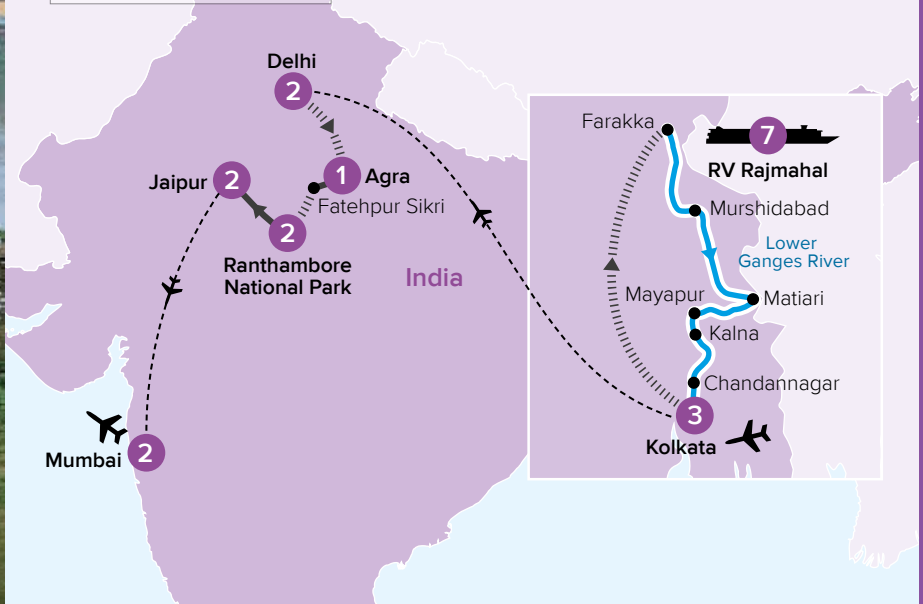 Delhi
2
Jaipur
2
1
Agra
Fatehpur Sikri
2
Ranthambore
National Park
India
Mumbai
2
Farakka
7
RV Rajmahal
Murshidabad
Lower
Ganges River
Mayapur
Matiari
Kalna
Chandannagar
3
Kolkata